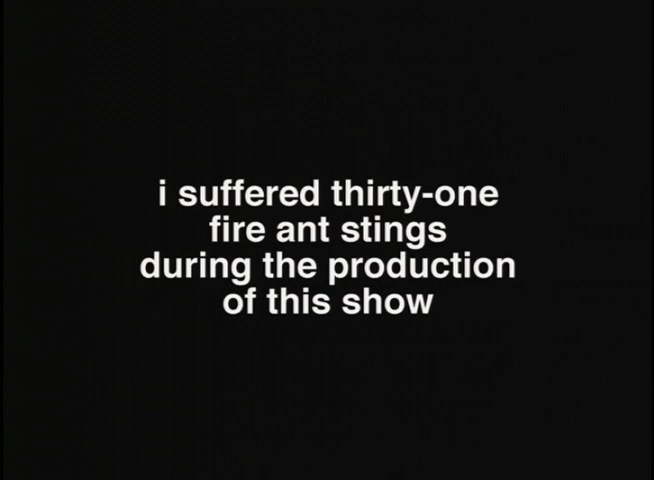 i suffered thirty-one
fire ant stings
during the production
of this show